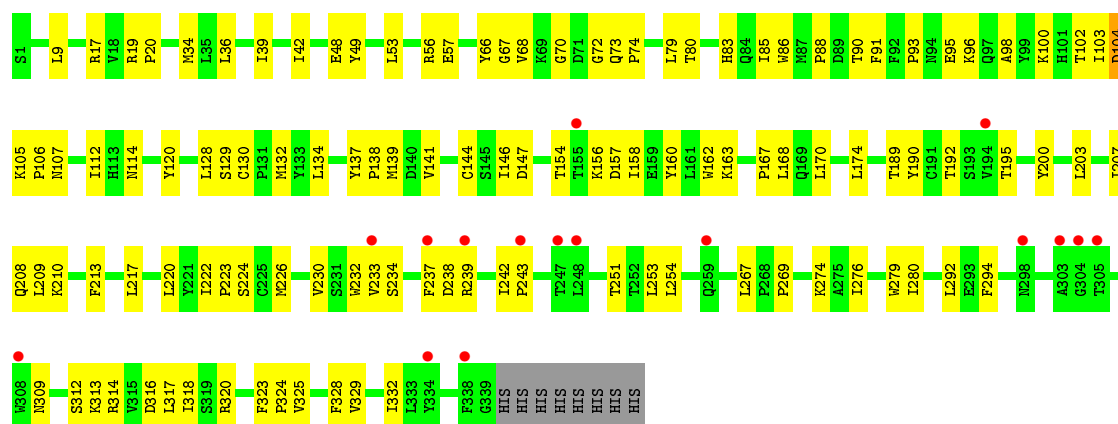 S1 L9 R17 V18 R19 P20 M34 L35 L36 I39 I42 E48 Y49 L53 R56 E57 Y66 G67 V68 K69 G70 D71 G72 Q73 P74 L79 T80 H83 Q84 I85 W86 M87 P88 D89 T90 F91 F92 P93 N94 E95 K96 Q97 A98 Y99 K100 H101 T102 I103 D104
K105 P106 N107 I112 H113 N114 Y120 L128 S129 C130 P131 M132 Y133 L134 Y137 P138 M139 D140 V141 C144 S145 I146 D147 T154 T155 K156 D157 I158 E159 Y160 L161 W162 K163 P167 L168 Q169 L170 L174 T189 Y190 C191 T192 S193 V194 T195 Y200 L203
Q208 L209 K210 F213 L217 L220 Y221 I222 P223 S224 C225 M226 V230 S231 W232 V233 S234 F237 D238 R239 I242 P243 T247 L248 T251 T252 L253 L254 Q259 L267 P268 P269 K274 A275 I276 W279 I280 L292 E293 F294 N298 A303 G304 T305
W308 N309 S312 K313 R314 V315 D316 L317 I318 S319 R320 F323 P324 V325 F328 V329 I332 L333 Y334 F338 G339 HIS HIS HIS HIS HIS HIS HIS HIS